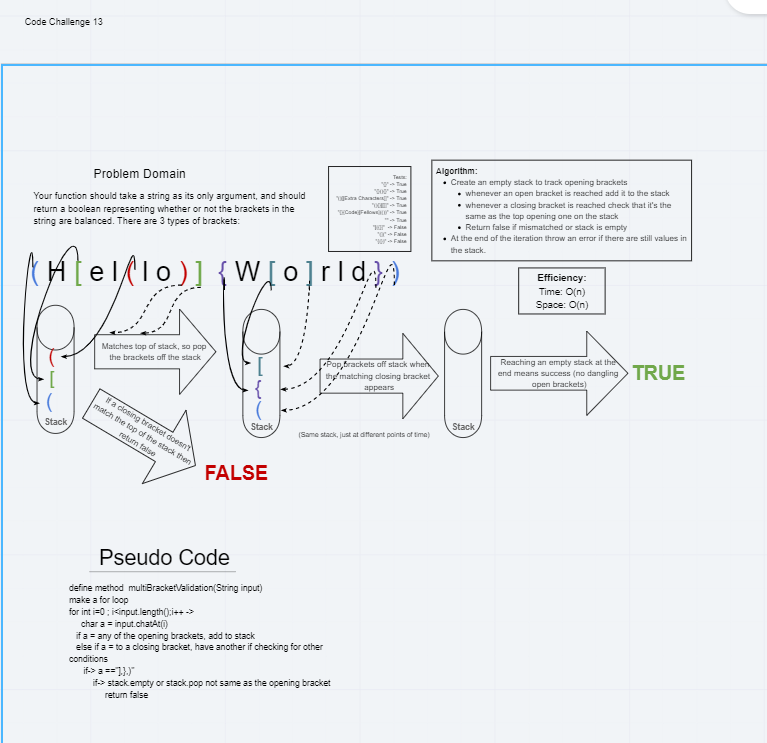 Code Challenge 13
Problem Domain
Your function should take a string as its only argument, and should
return a boolean representing whether or not the brackets in the
string are balanced. There are 3 types of brackets:
Tests:
-> True
-> True
-> True
-> True
-> True
-> True
-> False
-> False
-> False
Algorithm:
• Create an empty stack to track opening brackets
• whenever an open bracket is reached add it to the stack
• whenever a closing bracket is reached check that it's the
same as the top opening one on the stack
• Return false if mismatched or stack is empty
• At the end of the iteration throw an error if there are still values in
the stack.
Efficiency:
Time: O(n)
Space: O(n)
( H [ e l ( l o ) ] { W [ o ] r l d } )
(
[
(
Stack
Matches top of stack, so pop
the brackets off the stack
If a closing bracket doesn't
match the top of the stack then
return false
FALSE
[
{
(
Stack
Pop brackets off stack when
the matching closing bracket
appears
(Same stack, just at different points of time)
Stack
Reaching an empty stack at the
end means success (no dangling
open brackets)
TRUE
Pseudo Code
define method multiBracketValidation(String input)
make a for loop
for int i=0 ; i<input.length();i++ ->
char a = input.chatAt(i)
if a = any of the opening brackets, add to stack
else if a = to a closing bracket, have another if checking for other
conditions
if-> a =="],},)"
if-> stack.empty or stack.pop not same as the opening bracket
return false